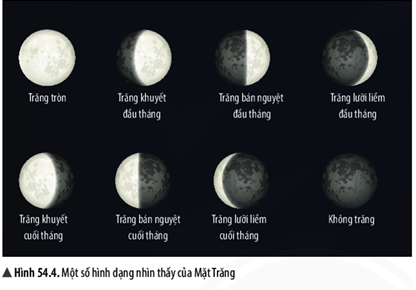 Trăng tròn
Trăng khuyết
đầu tháng
Trăng bán nguyệt
đầu tháng
Trăng lưỡi liềm
đầu tháng
Trăng khuyết
cuối tháng
Trăng bán nguyệt
cuối tháng
Trăng lưỡi liềm
cuối tháng
Không trăng
▲ Hình 54.4. Một số hình dạng nhìn thấy của Mặt Trăng